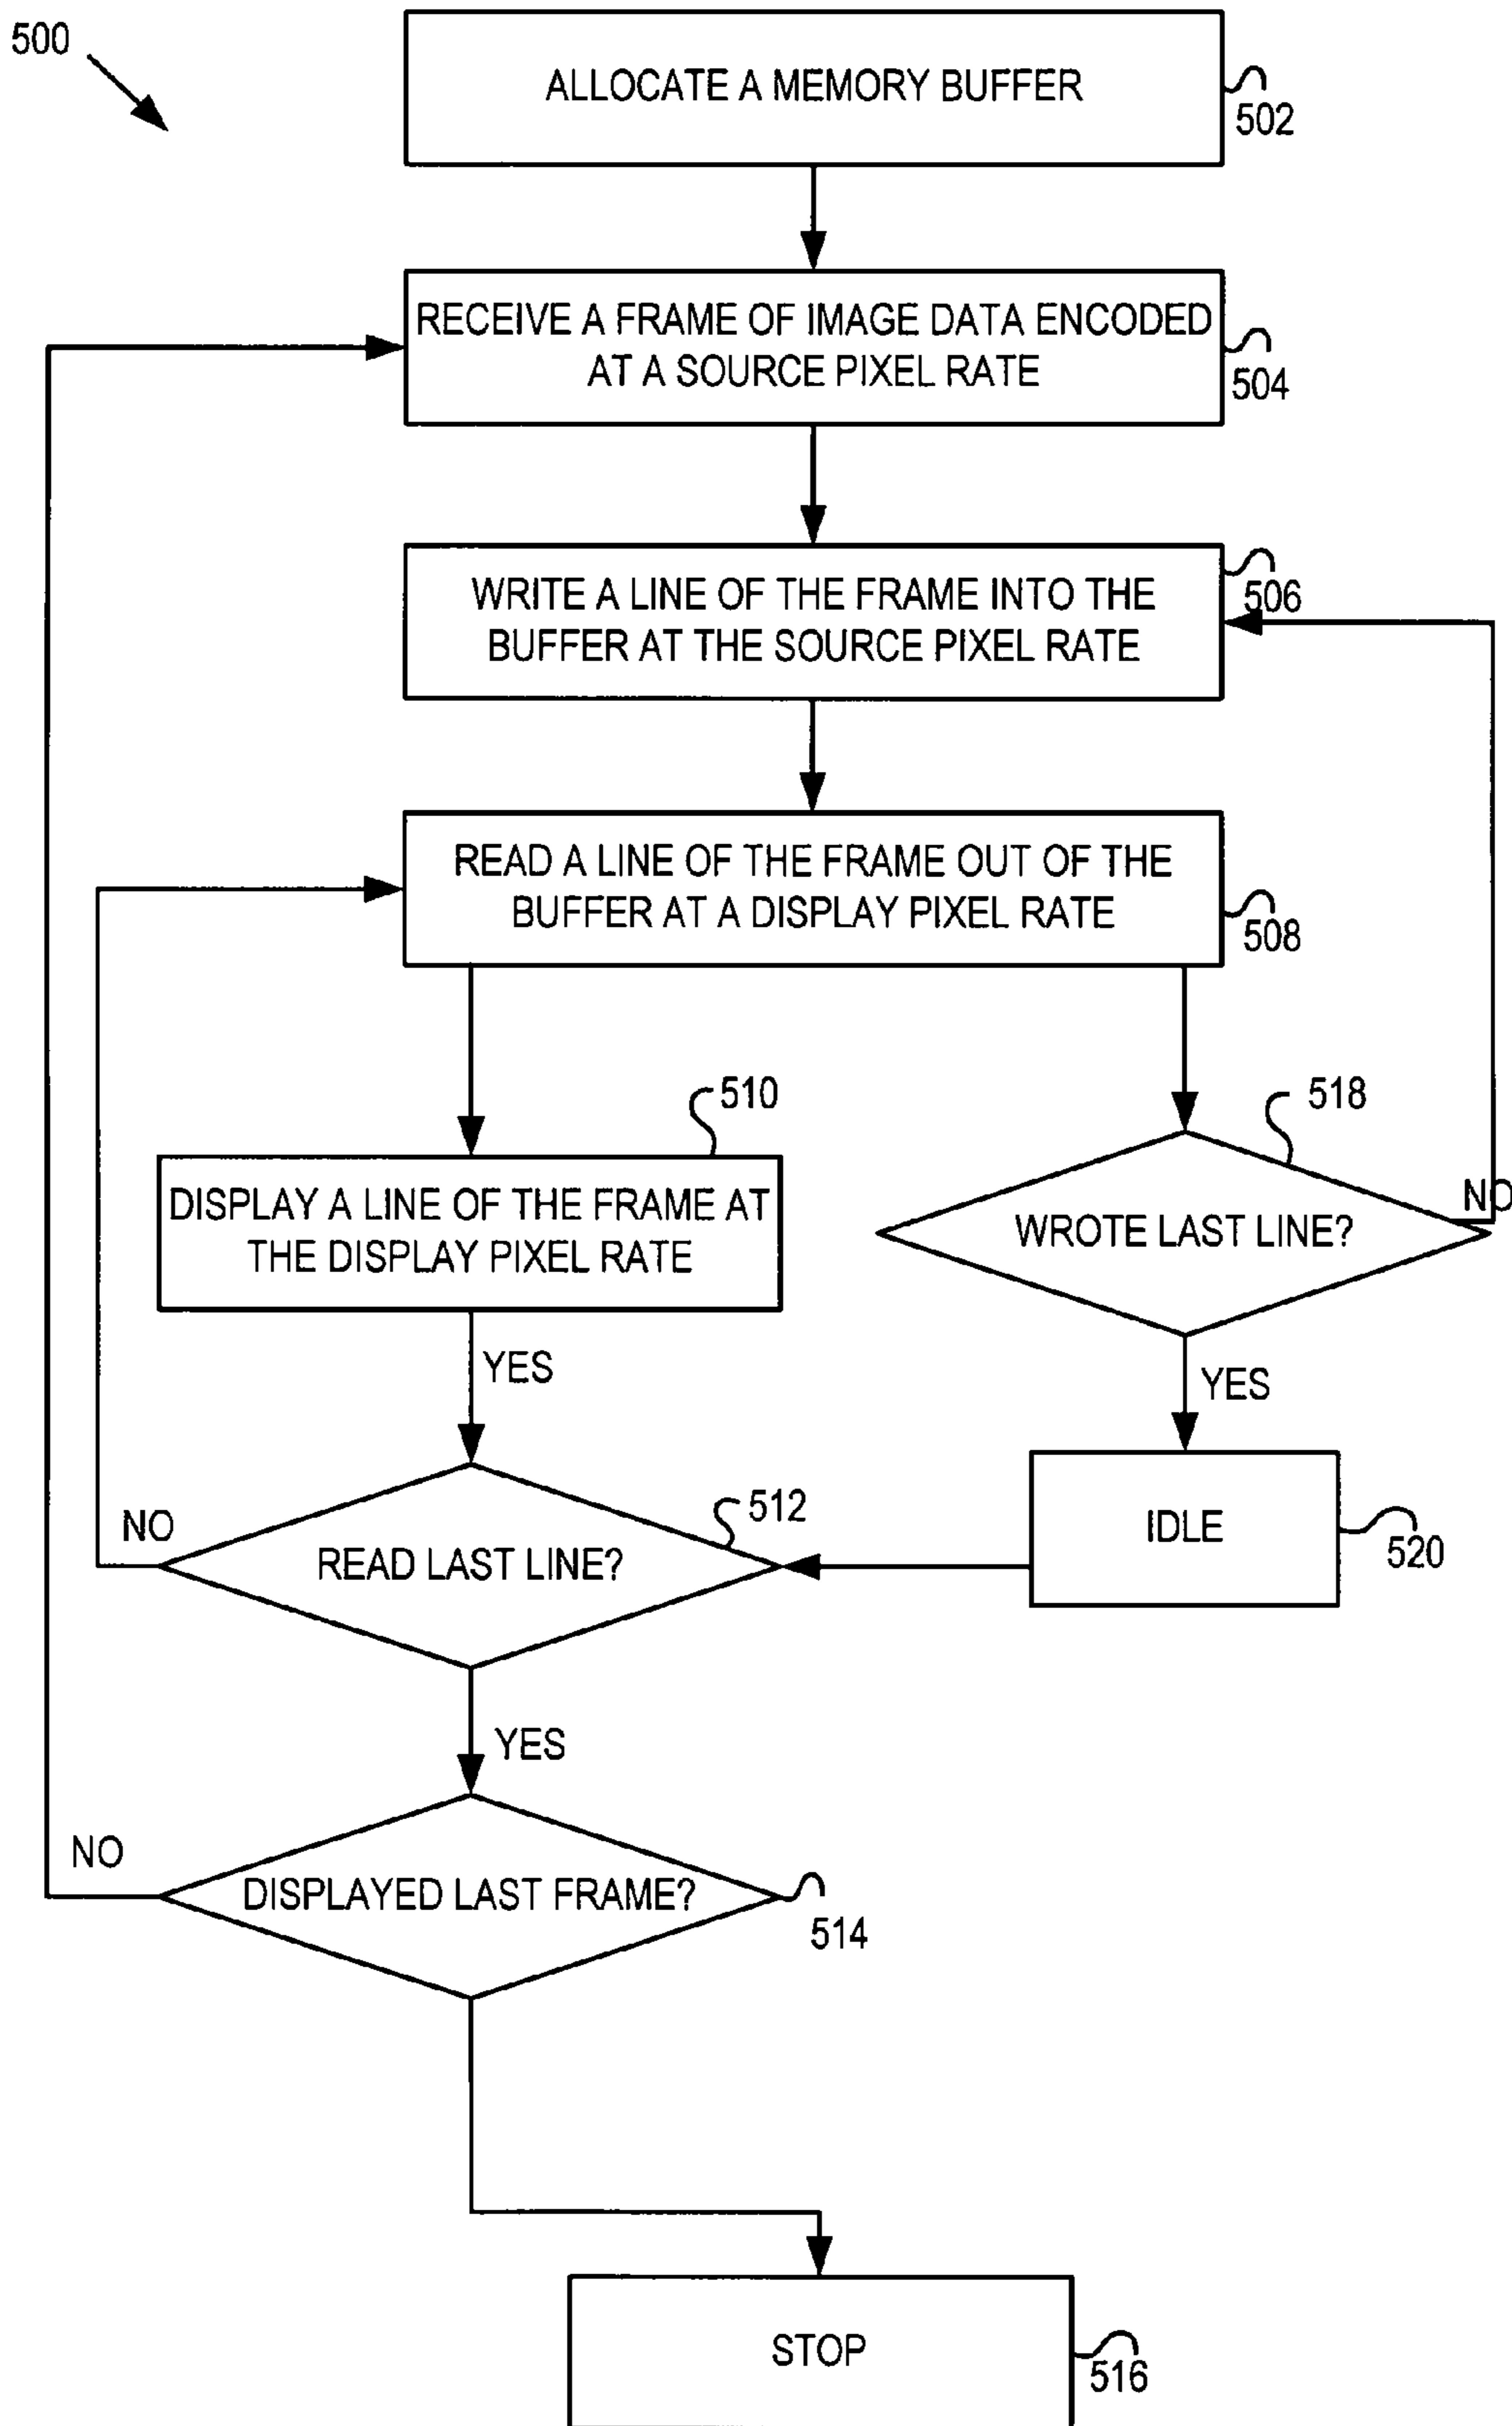 500
ALLOCATE A MEMORY BUFFER
502
RECEIVE A FRAME OF IMAGE DATA ENCODED
AT A SOURCE PIXEL RATE
504
WRITE A LINE OF THE FRAME INTO THE
BUFFER AT THE SOURCE PIXEL RATE
506
READ A LINE OF THE FRAME OUT OF THE
BUFFER AT A DISPLAY PIXEL RATE
508
510
DISPLAY A LINE OF THE FRAME AT
THE DISPLAY PIXEL RATE
518
WROTE LAST LINE?
NO
YES
YES
IDLE
520
512
READ LAST LINE?
NO
YES
DISPLAYED LAST FRAME?
NO
514
STOP
516